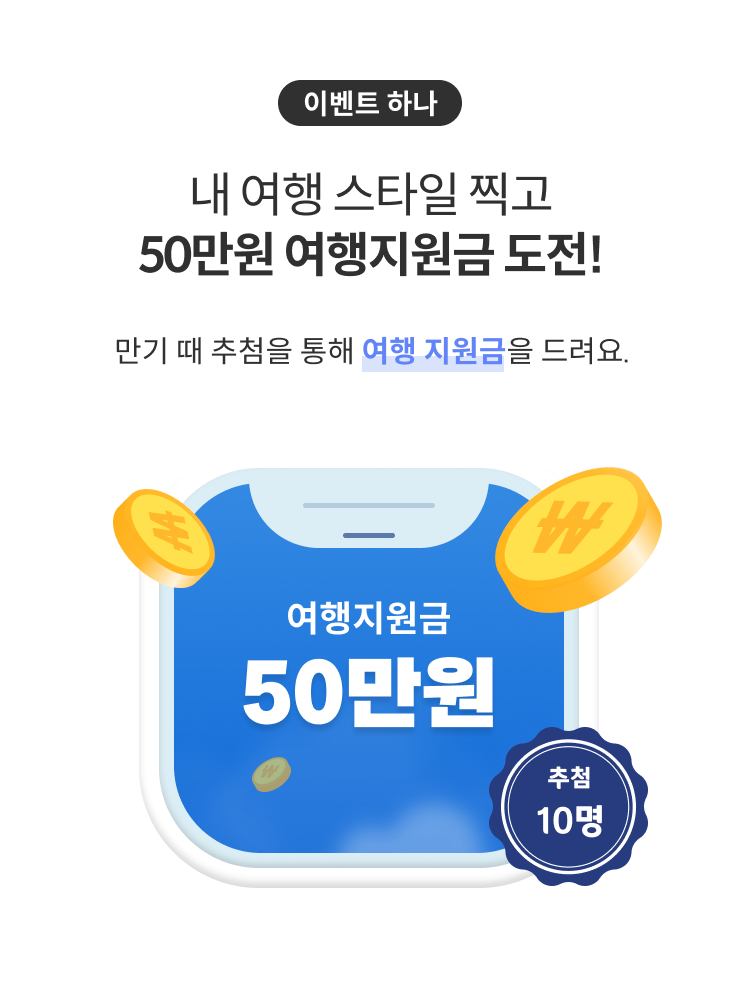 이벤트 하나
내 여행 스타일 찍고
50만원 여행지원금 도전!
만기 때 추첨을 통해 여행 지원금을 드려요.
₩
₩
여행지원금
50만원
₩
추첨
10명